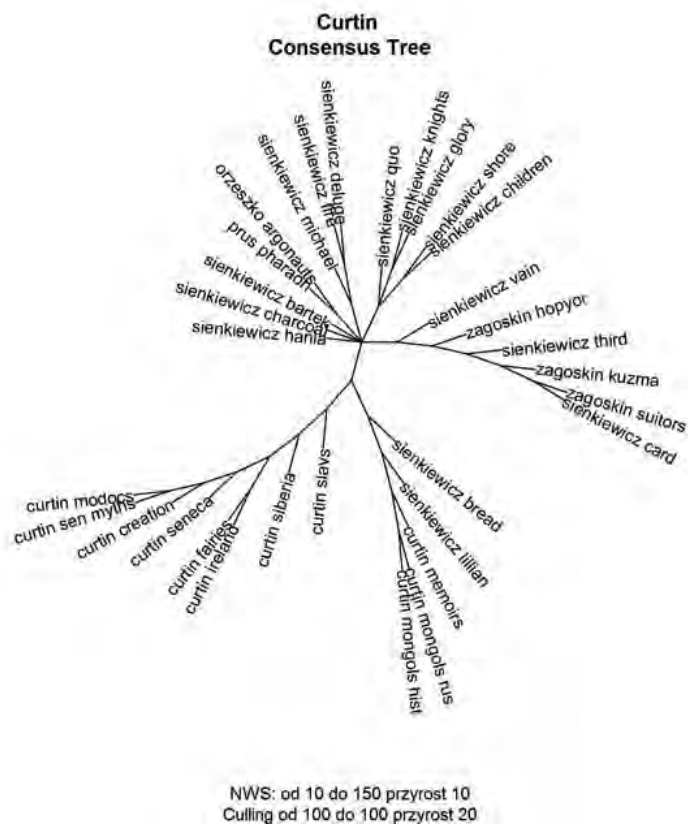 Curtin
Consensus Tree
sienkiewicz deluge
sienkiewicz fire
sienkiewicz michael
orzeszko argonauts
prus pharaoh
sienkiewicz bartek
sienkiewicz charcoal
sienkiewicz hania
sienkiewicz quo
sienkiewicz knights
sienkiewicz glory
sienkiewicz shore
sienkiewicz children
sienkiewicz vain
zagoskin hopyor
sienkiewicz third
zagoskin kuzma
zagoskin suitors
sienkiewicz card
sienkiewicz bread
sienkiewicz lillian
curtin memoirs
curtin mongols rus
curtin mongols hist
curtin slavs
curtin siberia
curtin ireland
curtin fairies
curtin seneca
curtin creation
curtin sen myths
curtin modocs
NWS: od 10 do 150 przyrost 10
Culling od 100 do 100 przyrost 20